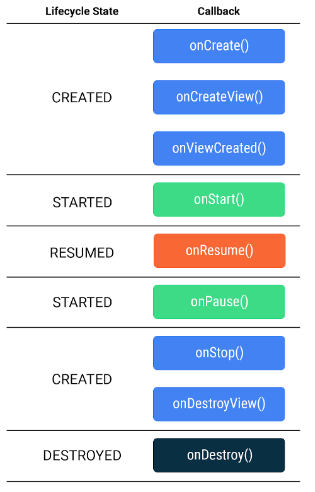 Lifecycle State Callback
onCreate()
CREATED onCreateView()
onViewCreated()
STARTED onStart()
RESUMED onResume()
STARTED onPause()
onStop()
CREATED
onDestroyView()
DESTROYED onDestroy()